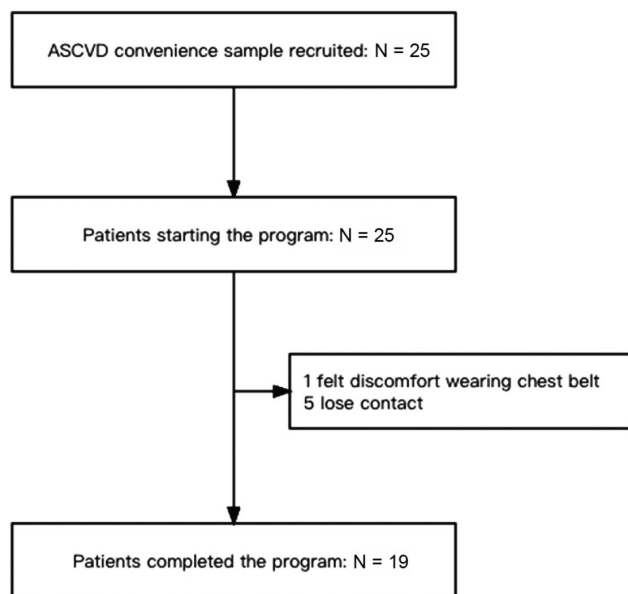 ASCVD convenience sample recruited: N = 25
Patients starting the program: N = 25
1 felt discomfort wearing chest belt
5 lose contact
Patients completed the program: N = 19